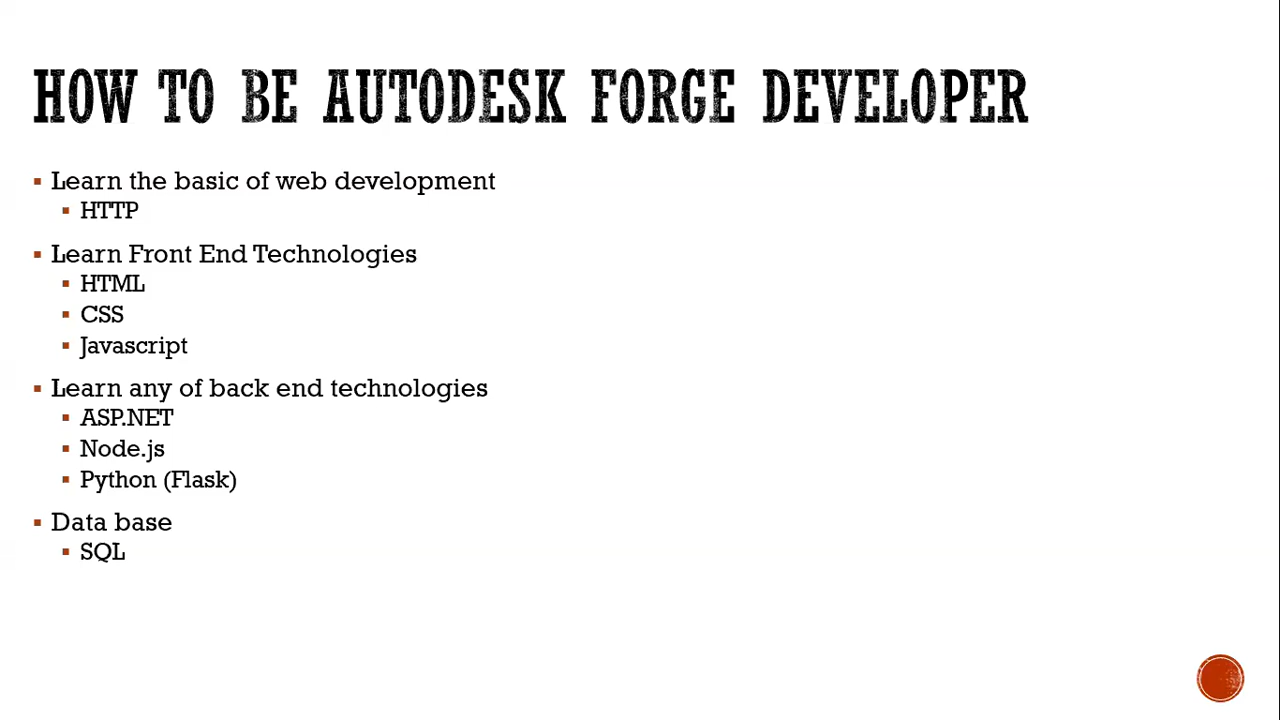 HOW TO BE AUTODESK FORGE DEVELOPER
Learn the basic of web development
HTTP
Learn Front End Technologies
HTML
CSS
Javascript
Learn any of back end technologies
ASP.NET
Node.js
Python (Flask)
Data base
SQL